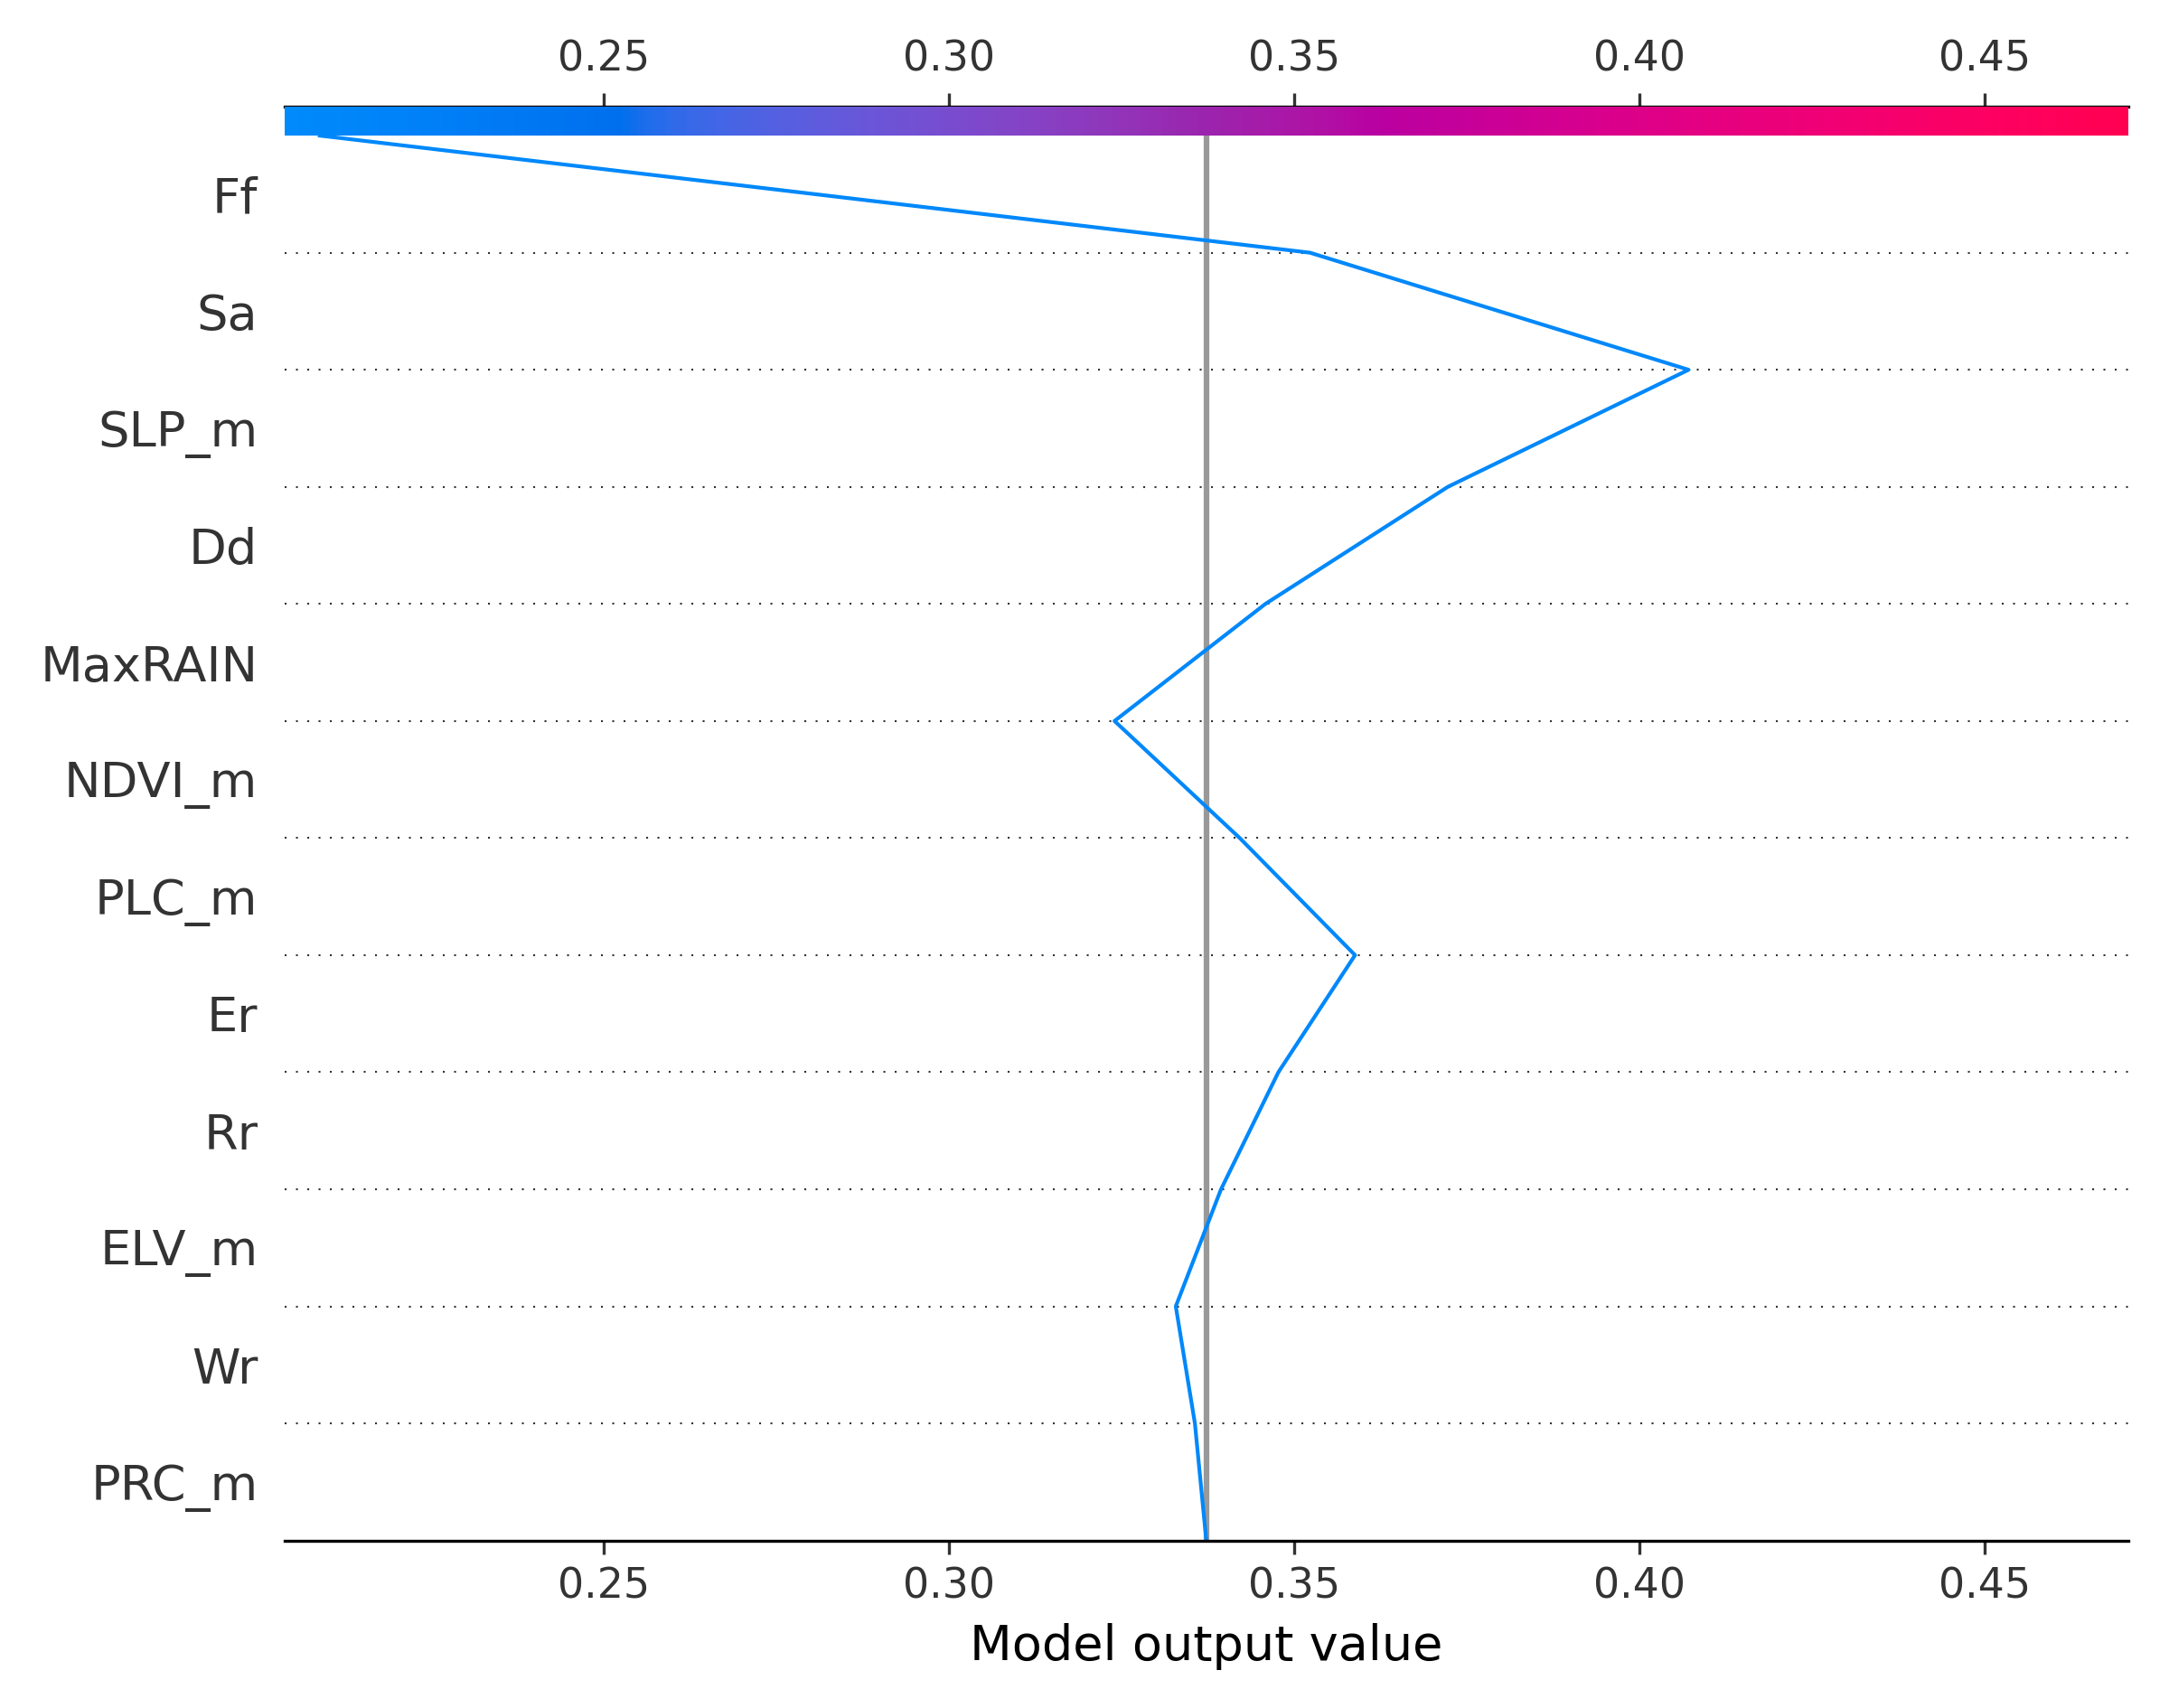 0.25 0.30 0.35 0.40 0.45
Ff
Sa
SLP_m
Dd
MaxRAIN
NDVI_m
PLC_m
Er
Rr
ELV_m
Wr
PRC_m
0.25 0.30 0.35 0.40 0.45
Model output value